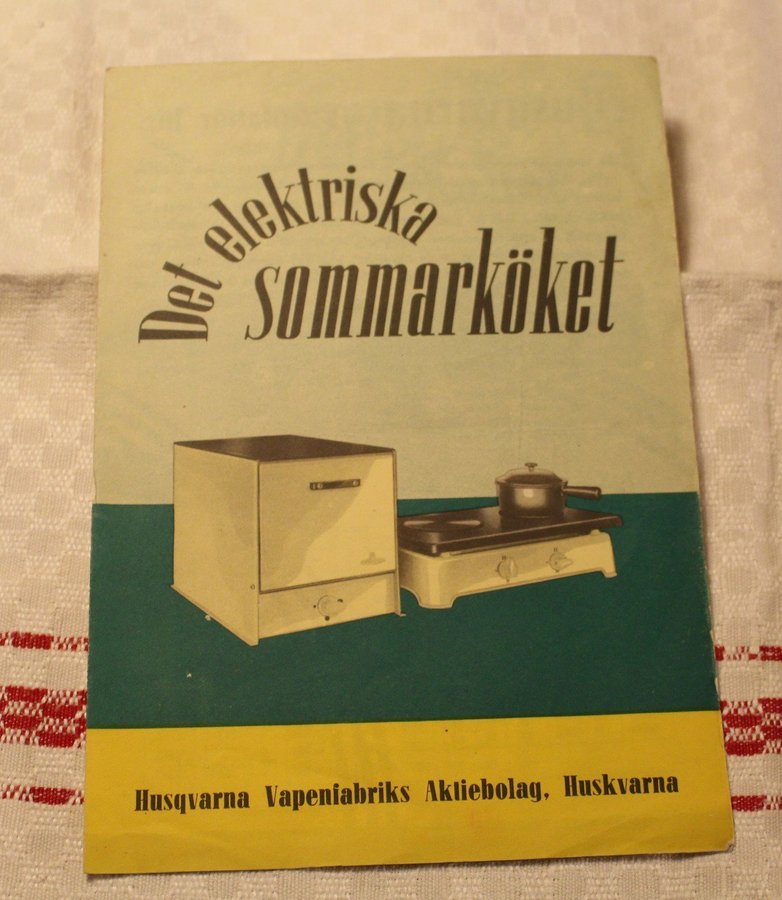 Det elektriska
sommarköket
Husqvarna Vapenfabriks Aktiebolag, Huskvarna